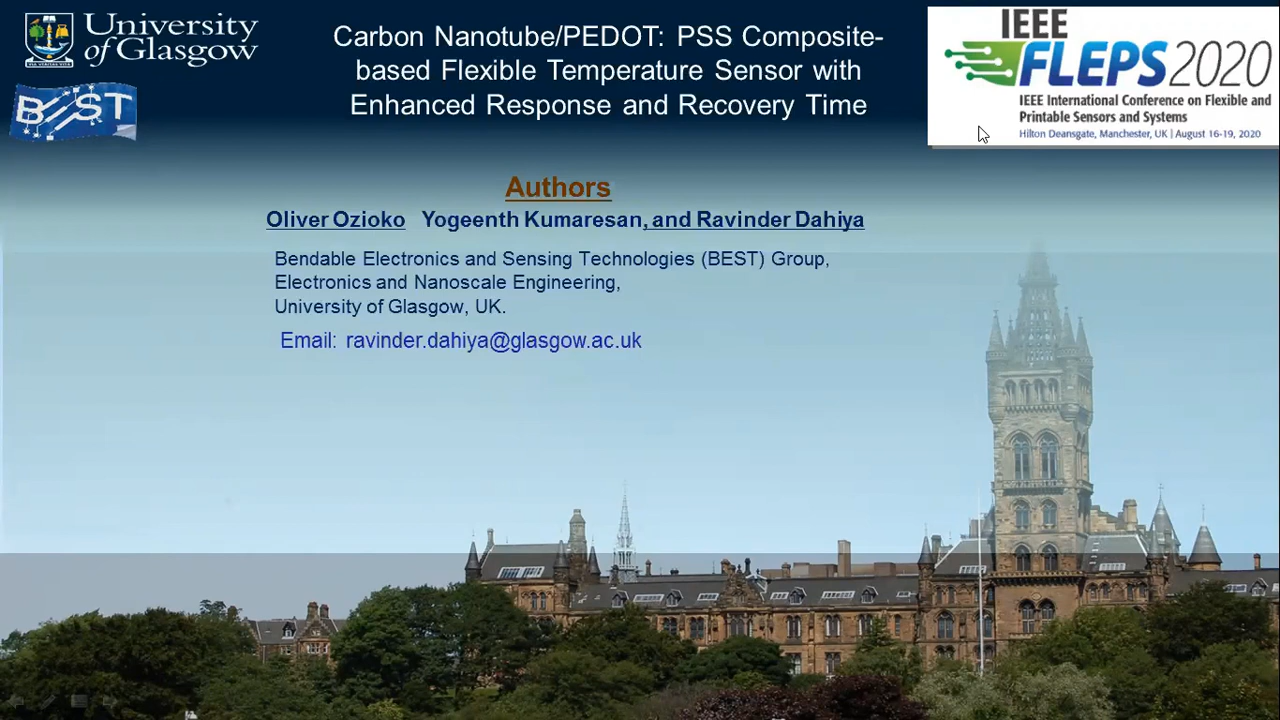 University
of Glasgow
BEST
Carbon Nanotube/PEDOT: PSS Composite-
based Flexible Temperature Sensor with
Enhanced Response and Recovery Time
IEEE
FLEPS 2020
IEEE International Conference on Flexible and
Printable Sensors and Systems
Hilton Deansgate, Manchester, UK | August 16-19, 2020
Authors
Oliver Ozioko Yogeenth Kumaresan, and Ravinder Dahiya
Bendable Electronics and Sensing Technologies (BEST) Group,
Electronics and Nanoscale Engineering,
University of Glasgow, UK.
Email: ravinder.dahiya@glasgow.ac.uk